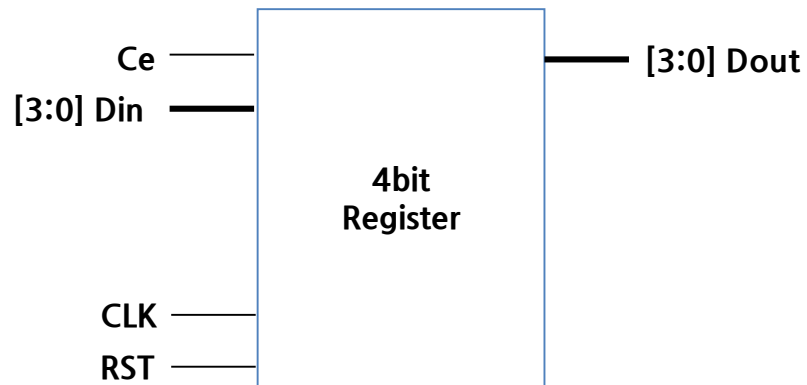 Ce
[3:0] Dout
[3:0] Din
4bit
Register
CLK
RST